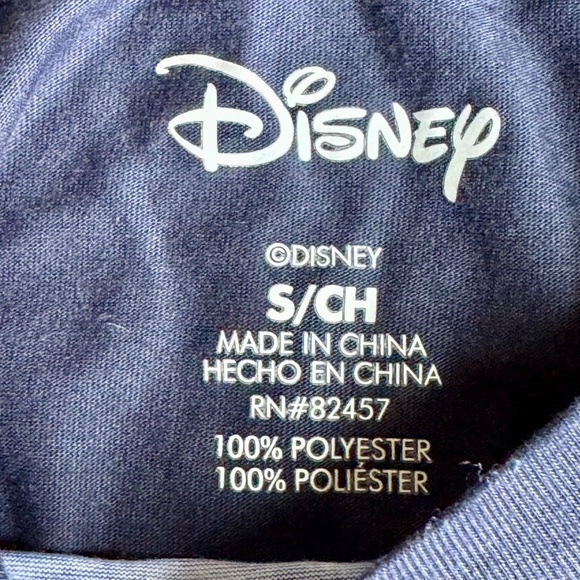 Disney
©DISNEY
S/CH
MADE IN CHINA
HECHO EN CHINA
RN#82457
100% POLYESTER
100% POLIÉSTER